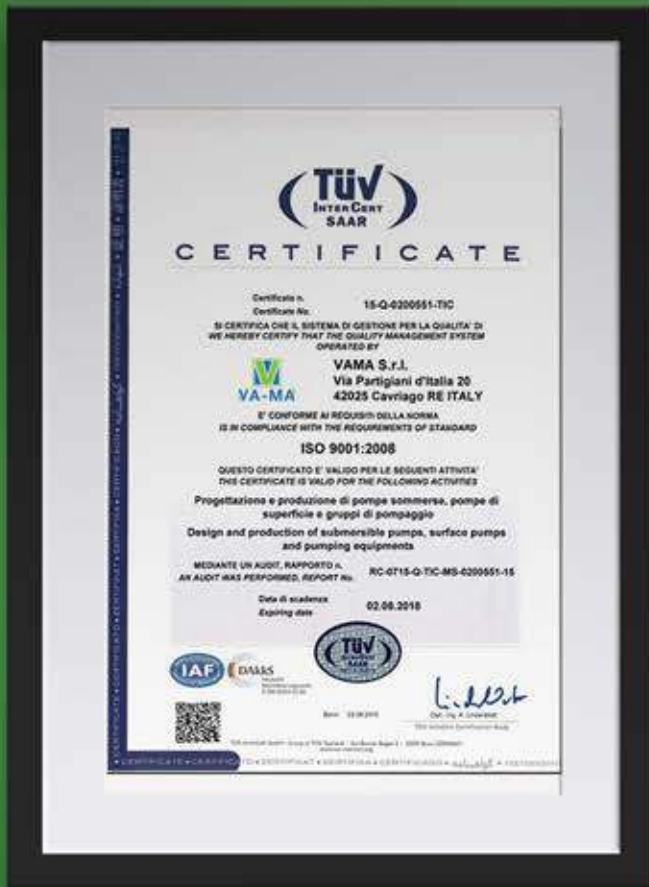 TÜV
INTERCERT
SAAR
CERTIFICATE
Certificato n.
Certificate No.
15-Q-0200551-TIC
SI CERTIFICA CHE IL SISTEMA DI GESTIONE PER LA QUALITA' DI
WE HEREBY CERTIFY THAT THE QUALITY MANAGEMENT SYSTEM
OPERATED BY
VA-MA
VAMA S.r.l.
Via Partigiani d'Italia 20
42025 Cavriago RE ITALY
E' CONFORME AI REQUISITI DELLA NORMA
IS IN COMPLIANCE WITH THE REQUIREMENTS OF STANDARD
ISO 9001:2008
QUESTO CERTIFICATO E' VALIDO PER LE SEGUENTI ATTIVITA'
THIS CERTIFICATE IS VALID FOR THE FOLLOWING ACTIVITIES
Progettazione e produzione di pompe sommerse, pompe di
superficie e gruppi di pompaggio
Design and production of submersible pumps, surface pumps
and pumping equipments
MEDIANTE UN AUDIT, RAPPORTO n.
AN AUDIT WAS PERFORMED, REPORT No.
RC-0715-Q-TIC-MS-0200551-15
Data di scadenza
Expiring date
02.08.2018
IAF
DAkkS
TÜV
SAAR